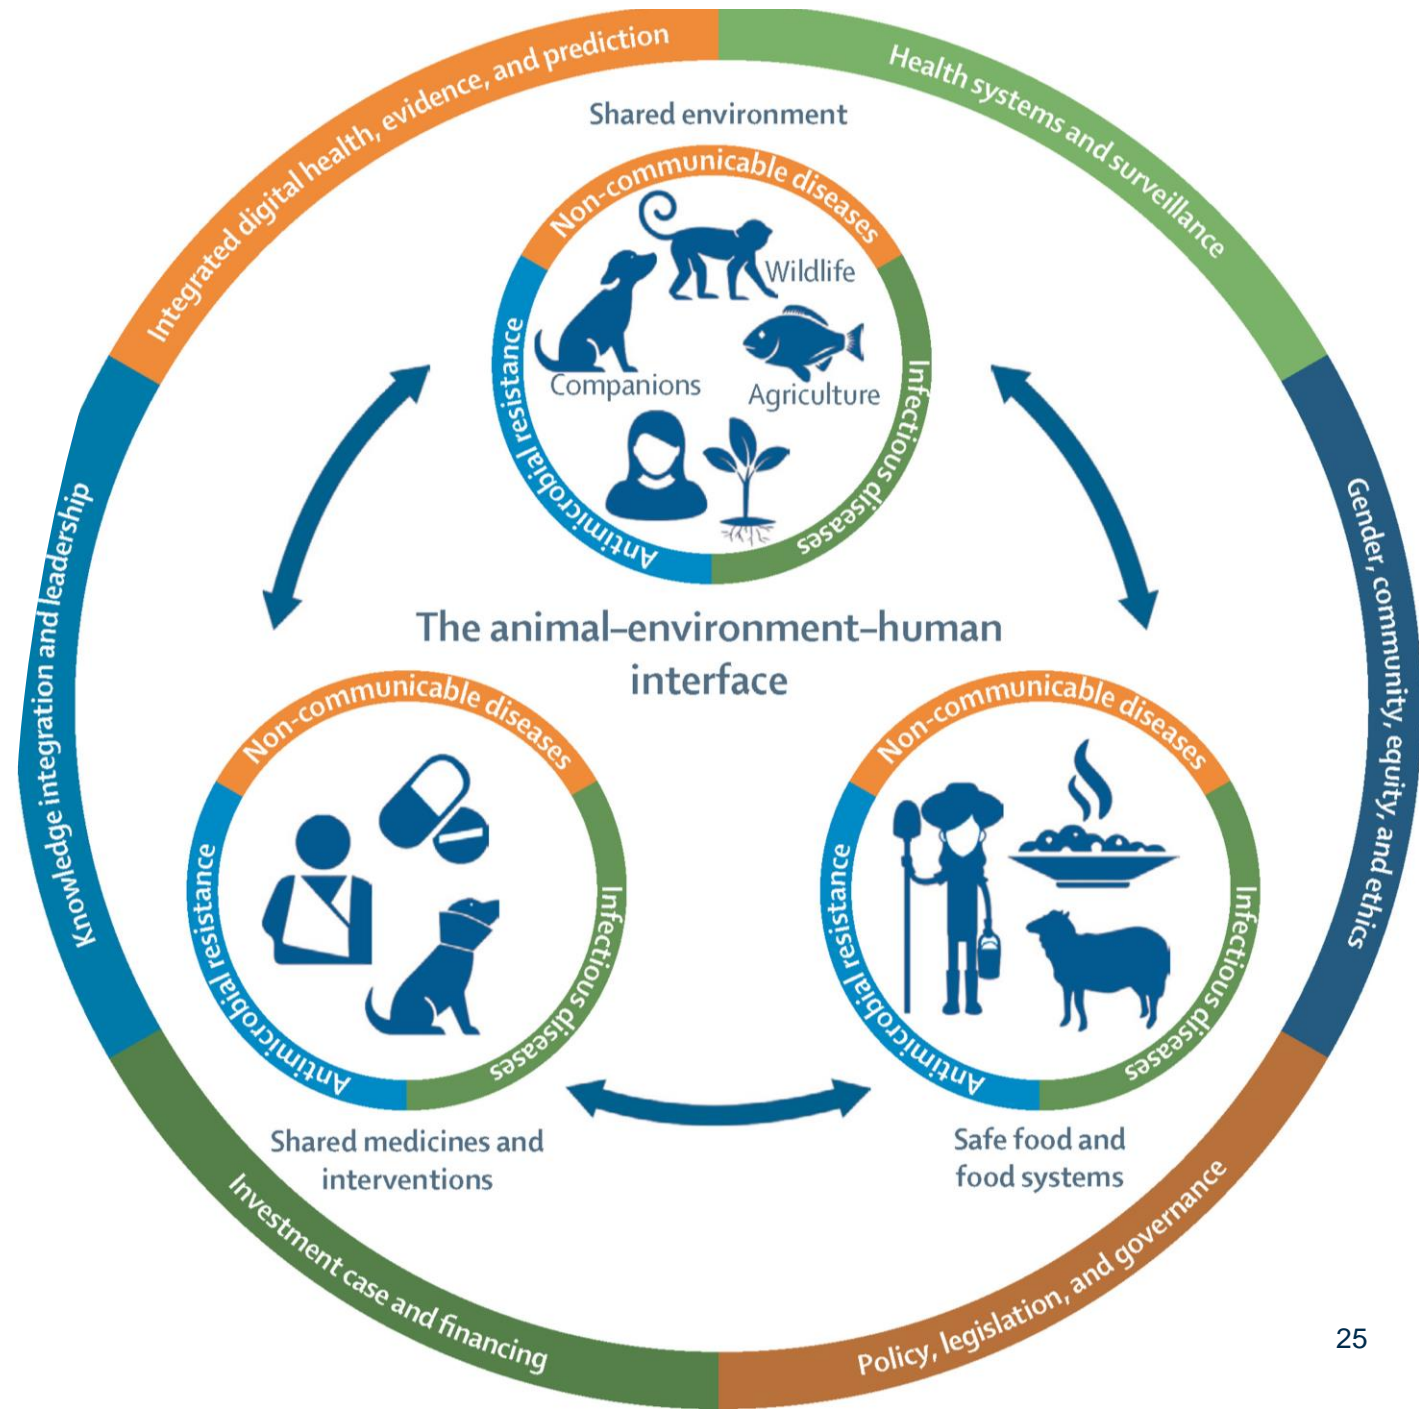 Integrated digital health, evidence, and prediction
Health systems and surveillance
Gender, community, equity, and ethics
Policy, legislation, and governance
Investment case and financing
Knowledge integration and leadership
Shared environment
Non-communicable diseases
Infectious diseases
Antimicrobial resistance
Wildlife
Companions
Agriculture
The animal–environment–human
interface
Non-communicable diseases
Infectious diseases
Antimicrobial resistance
Shared medicines and
interventions
Non-communicable diseases
Infectious diseases
Antimicrobial resistance
Safe food and
food systems
25